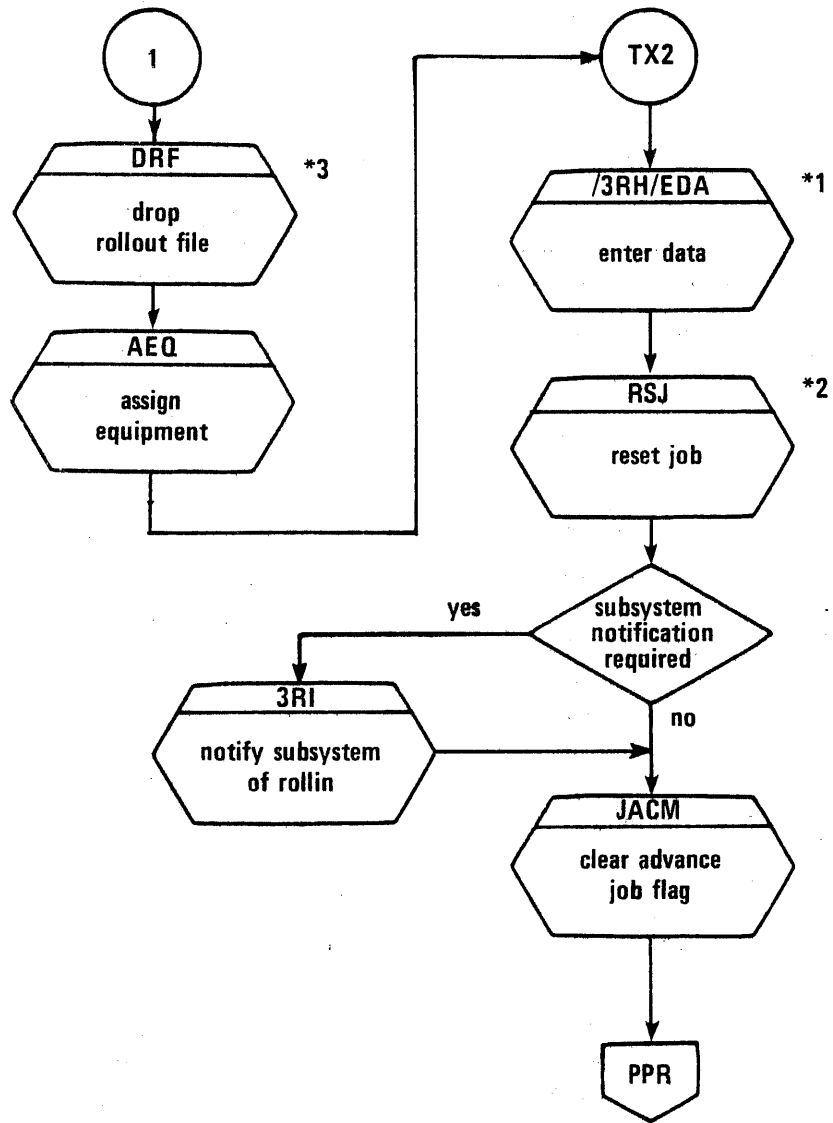 1
DRF
*3
drop
rollout file
AEQ
assign
equipment
TX2
/3RH/EDA
*1
enter data
RSJ
*2
reset job
subsystem
notification
required
yes
no
3RI
notify subsystem
of rollin
JACM
clear advance
job flag
PPR